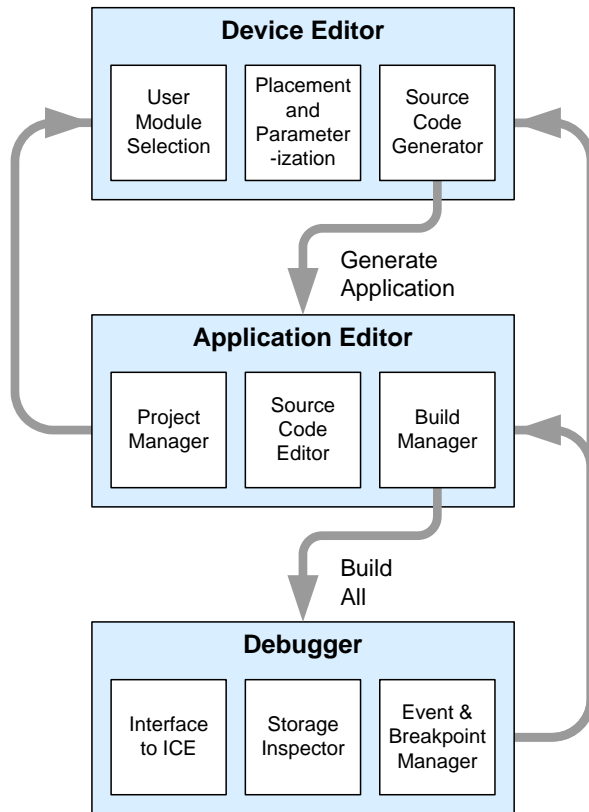 Device Editor
User
Module
Selection
Placement
and
Parameter
-ization
Source
Code
Generator
Generate
Application
Application Editor
Project
Manager
Source
Code
Editor
Build
Manager
Build
All
Debugger
Interface
to ICE
Storage
Inspector
Event &
Breakpoint
Manager